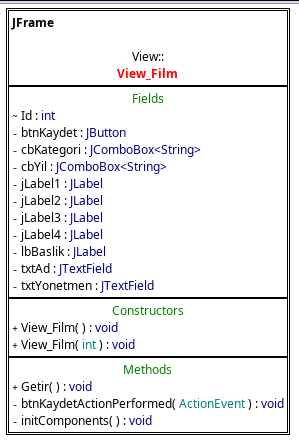 JFrame
View::
View_Film
Fields
~ Id : int
- btnKaydet : JButton
- cbKategori : JComboBox<String>
- cbYil : JComboBox<String>
- jLabel1 : JLabel
- jLabel2 : JLabel
- jLabel3 : JLabel
- jLabel4 : JLabel
- lbBaslik : JLabel
- txtAd : JTextField
- txtYonetmen : JTextField
Constructors
+ View_Film( ) : void
+ View_Film( int ) : void
Methods
+ Getir( ) : void
- btnKaydetActionPerformed( ActionEvent ) : void
- initComponents( ) : void